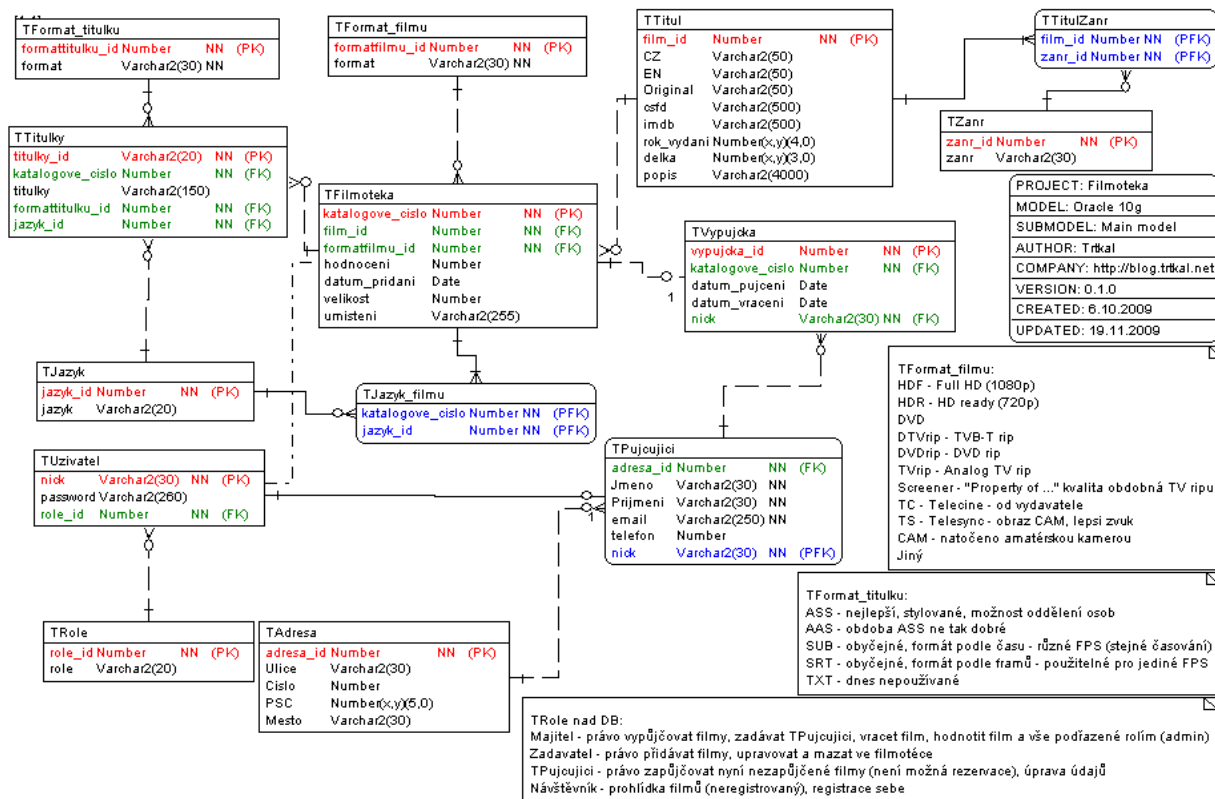 TFormat_titulku
formattitulku_id Number NN (PK)
format Varchar2(30) NN
TFormat_filmu
formatfilmu_id Number NN (PK)
format Varchar2(30) NN
TTitul
film_id Number NN (PK)
CZ Varchar2(50)
EN Varchar2(50)
Original Varchar2(50)
csfd Varchar2(500)
imdb Varchar2(500)
rok_vydani Number(x,y)(4,0)
delka Number(x,y)(3,0)
popis Varchar2(4000)
TTitulZanr
film_id Number NN (PFK)
zanr_id Number NN (PFK)
TZanr
zanr_id Number NN (PK)
zanr Varchar2(30)
TTitulky
titulky_id Varchar2(20) NN (PK)
katalogove_cislo Number NN (FK)
titulky Varchar2(150)
formattitulku_id Number NN (FK)
jazyk_id Number NN (FK)
TFilmoteka
katalogove_cislo Number NN (PK)
film_id Number NN (FK)
formatfilmu_id Number NN (FK)
hodnoceni Number
datum_pridani Date
velikost Number
umisteni Varchar2(255)
TVypujcka
vypujcka_id Number NN (PK)
katalogove_cislo Number NN (FK)
datum_pujceni Date
datum_vraceni Date
nick Varchar2(30) NN (FK)
1
PROJECT: Filmoteka
MODEL: Oracle 10g
SUBMODEL: Main model
AUTHOR: Trtkal
COMPANY: http://blog.trtkal.net
VERSION: 0.1.0
CREATED: 6.10.2009
UPDATED: 19.11.2009
TJazyk
jazyk_id Number NN (PK)
jazyk Varchar2(20)
TJazyk_filmu
katalogove_cislo Number NN (PFK)
jazyk_id Number NN (PFK)
TUzivatel
nick Varchar2(30) NN (PK)
password Varchar2(260)
role_id Number NN (FK)
TPujcujici
adresa_id Number NN (FK)
Jmeno Varchar2(30) NN
Prijmeni Varchar2(30) NN
email Varchar2(250) NN
telefon Number
nick Varchar2(30) NN (PFK)
1
TRole
role_id Number NN (PK)
role Varchar2(20)
TAdresa
adresa_id Number NN (PK)
Ulice Varchar2(30)
Cislo Number
PSC Number(x,y)(5,0)
Mesto Varchar2(30)
TFormat_filmu:
HDF - Full HD (1080p)
HDR - HD ready (720p)
DVD
DTVrip - TVB-T rip
DVDrip - DVD rip
TVrip - Analog TV rip
Screener - "Property of ..." kvalita obdobná TV ripu
TC - Telecine - od vydavatele
TS - Telesync - obraz CAM, lepsi zvuk
CAM - natočeno amatérskou kamerou
Jiný
TFormat_titulku:
ASS - nejlepší, stylované, možnost oddělení osob
AAS - obdoba ASS ne tak dobré
SUB - obyčejné, formát podle času - různé FPS (stejné časování)
SRT - obyčejné, formát podle framů - použitelné pro jediné FPS
TXT - dnes nepoužívané
TRole nad DB:
Majitel - právo vypůjčovat filmy, zadávat TPujcujici, vracet film, hodnotit film a vše podřazené rolím (admin)
Zadavatel - právo přidávat filmy, upravovat a mazat ve filmotéce
TPujcujici - právo zapůjčovat nyní nezapůjčené filmy (není možná rezervace), úprava údajů
Návštěvník - prohlídka filmů (neregistrovaný), registrace sebe